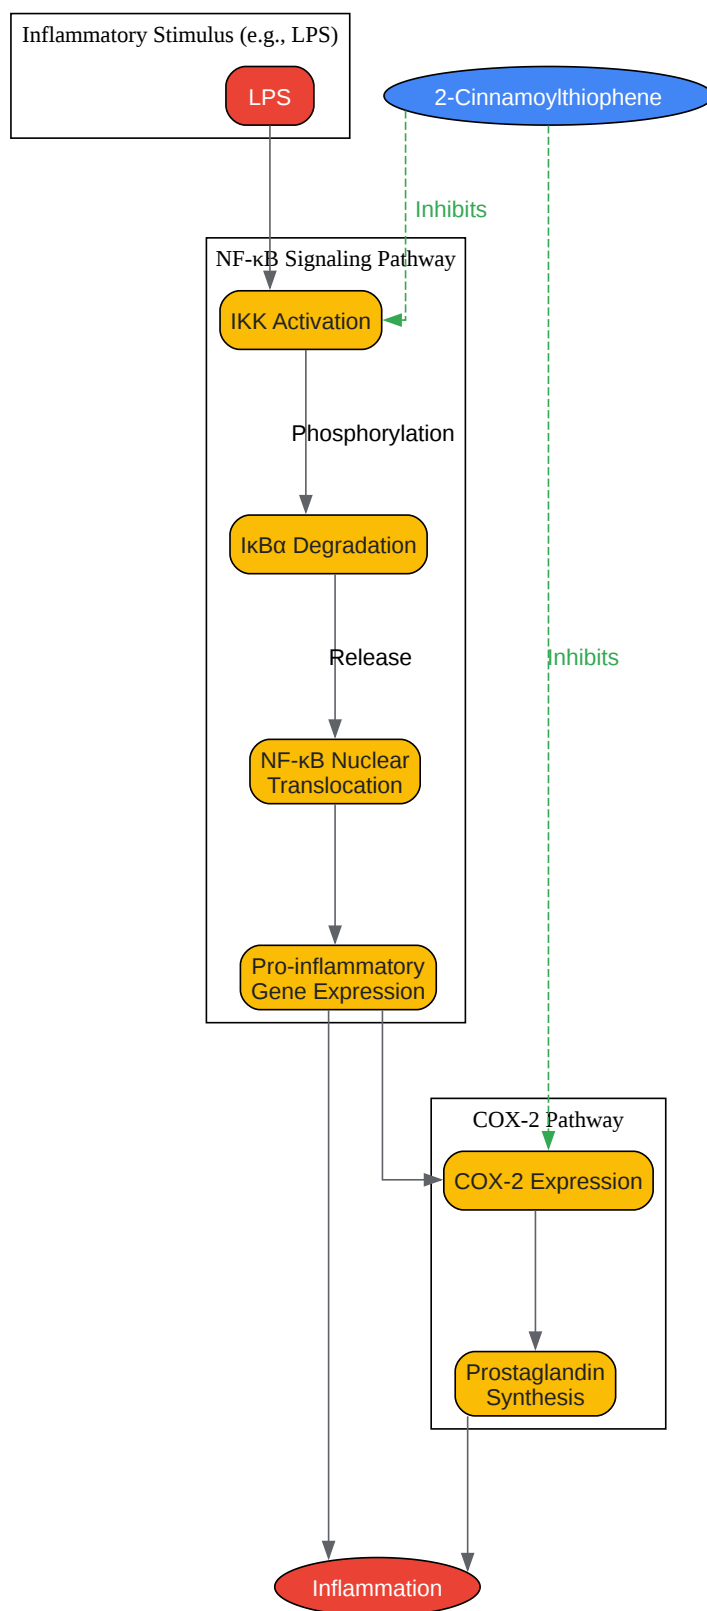 Inflammatory Stimulus (e.g., LPS)
LPS
2-Cinnamoylthiophene
Inhibits
NF-κB Signaling Pathway
IKK Activation
Phosphorylation
IκBα Degradation
Release
Inhibits
NF-κB Nuclear
Translocation
Pro-inflammatory
Gene Expression
COX-2 Pathway
COX-2 Expression
Prostaglandin
Synthesis
Inflammation